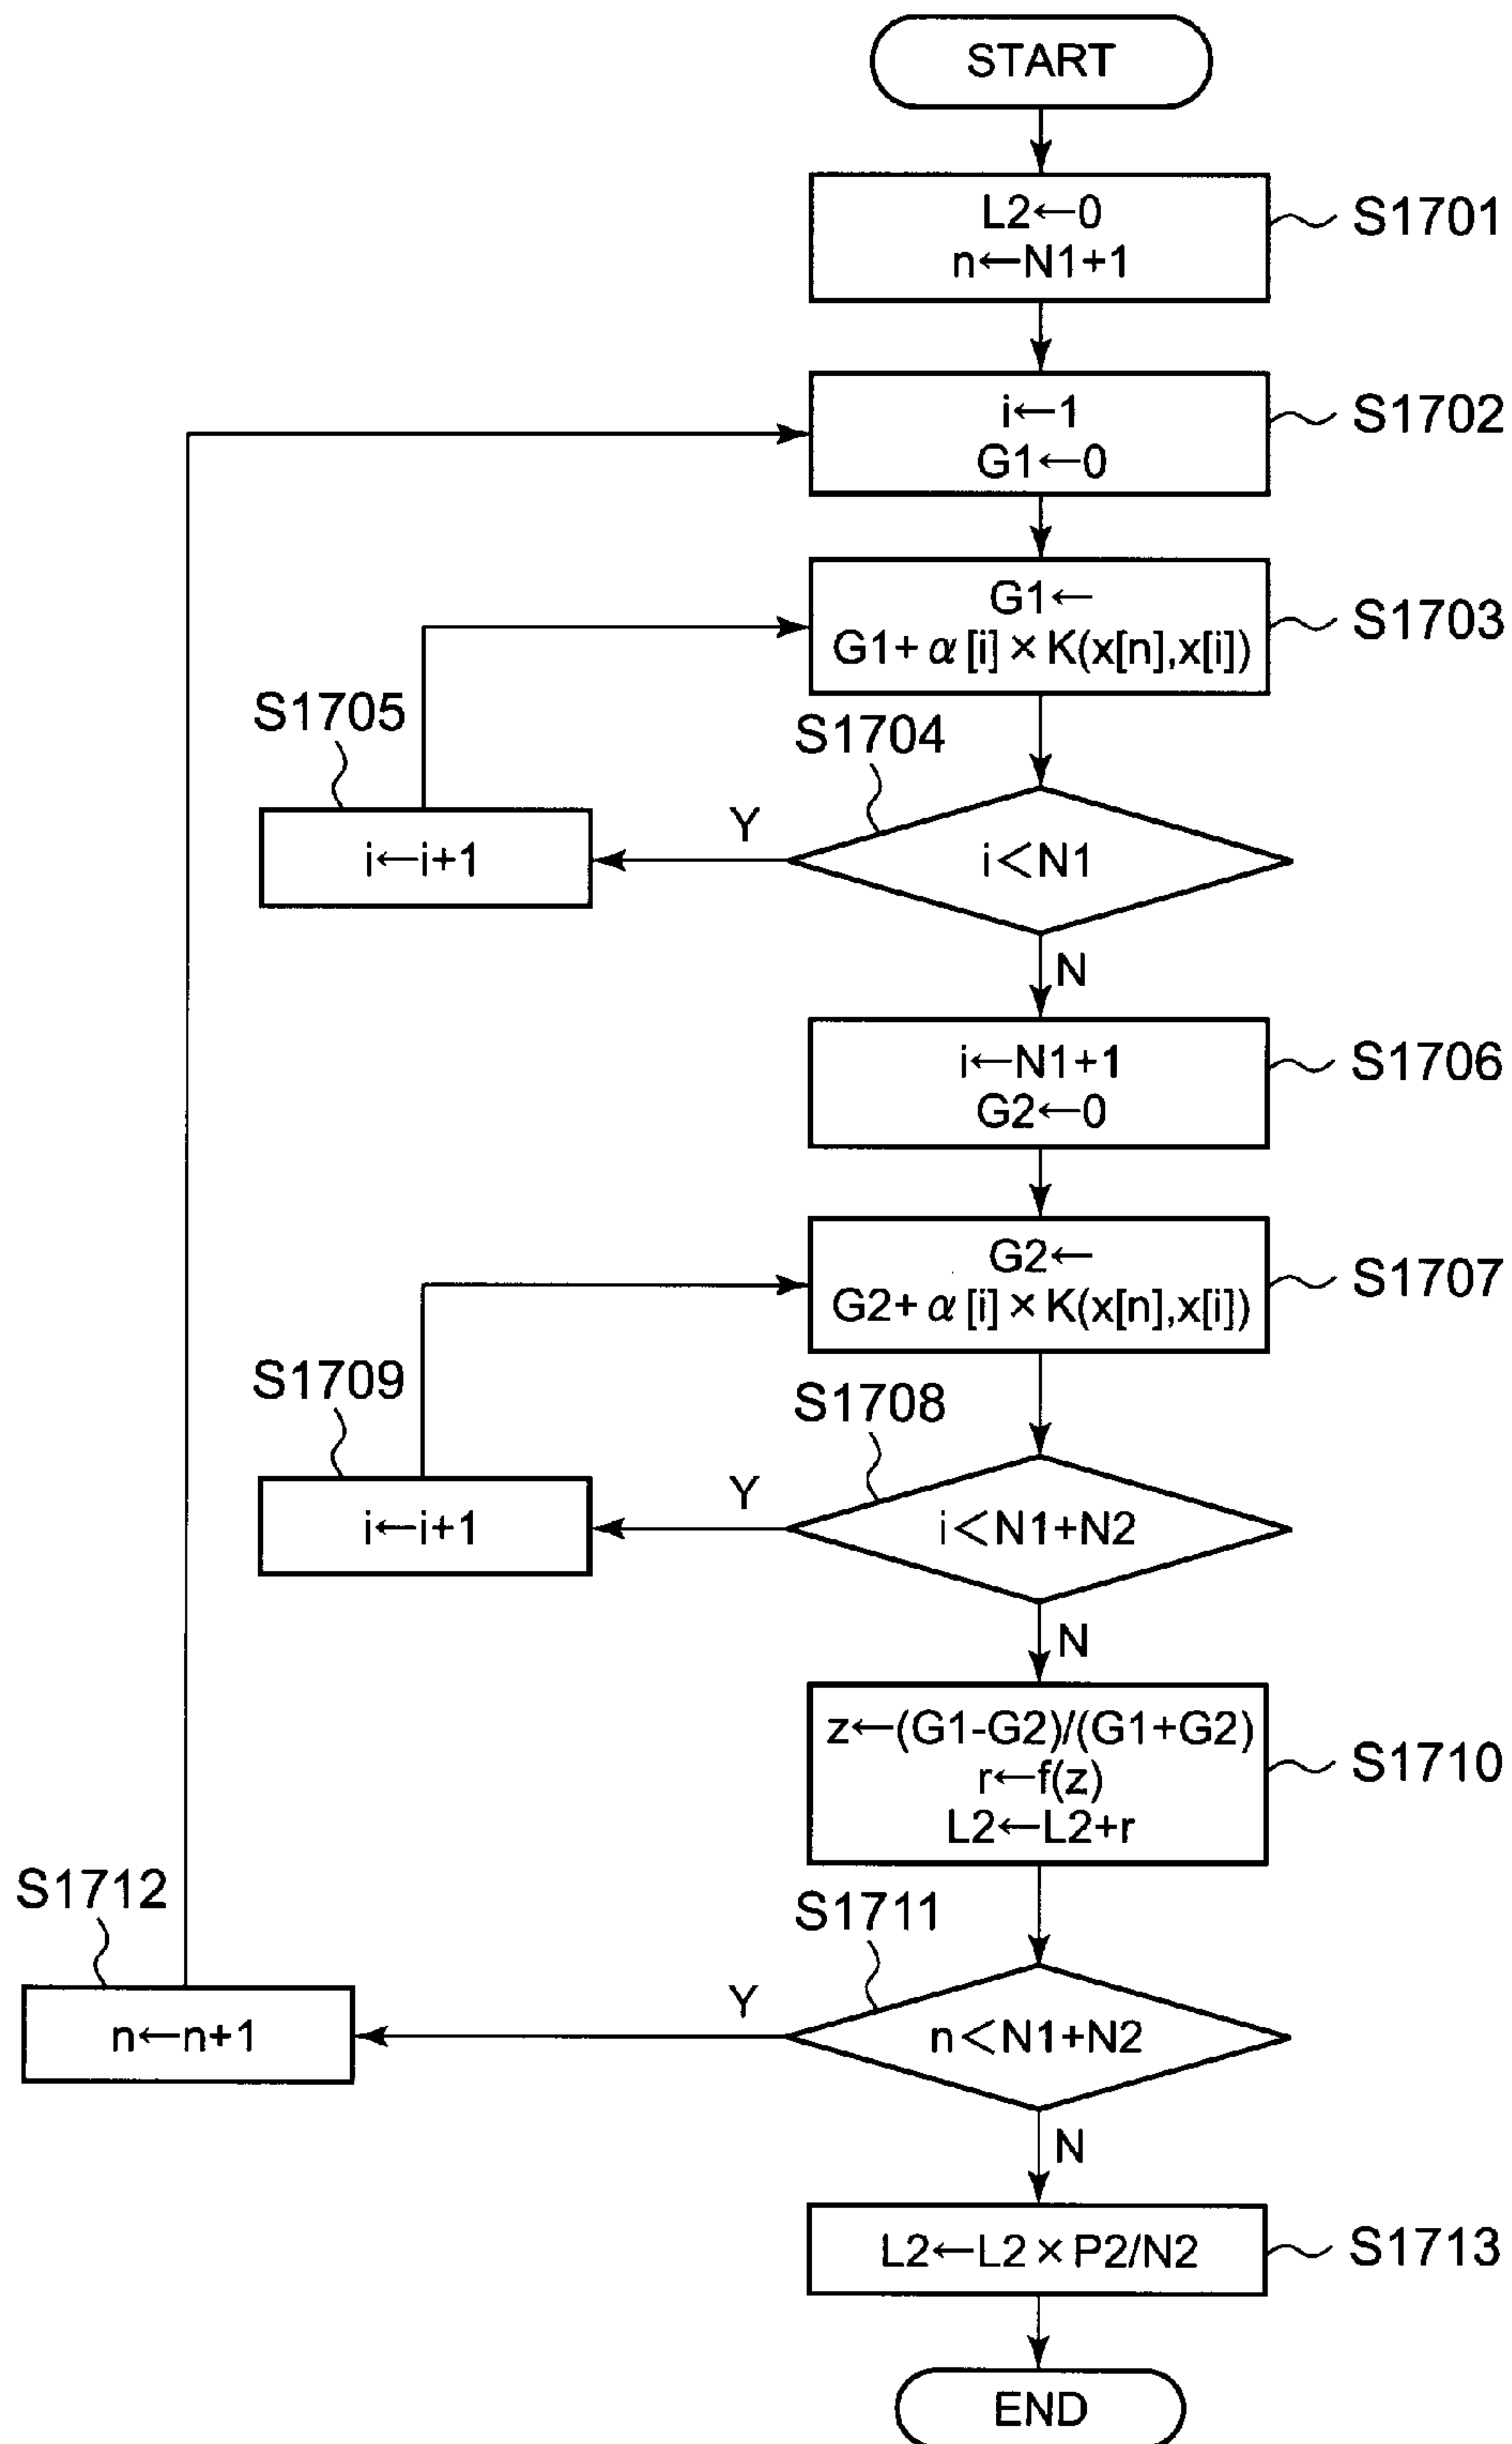 START
L2←0
n←N1+1
S1701
i←1
G1←0
S1702
G1←
G1+α[i]×K(x[n],x[i])
S1703
S1705
S1704
i←i+1
Y
i<N1
N
i←N1+1
G2←0
S1706
G2←
G2+α[i]×K(x[n],x[i])
S1707
S1709
S1708
i←i+1
Y
i<N1+N2
N
z←(G1-G2)/(G1+G2)
r←f(z)
L2←L2+r
S1710
S1712
S1711
n←n+1
Y
n<N1+N2
N
L2←L2×P2/N2
S1713
END